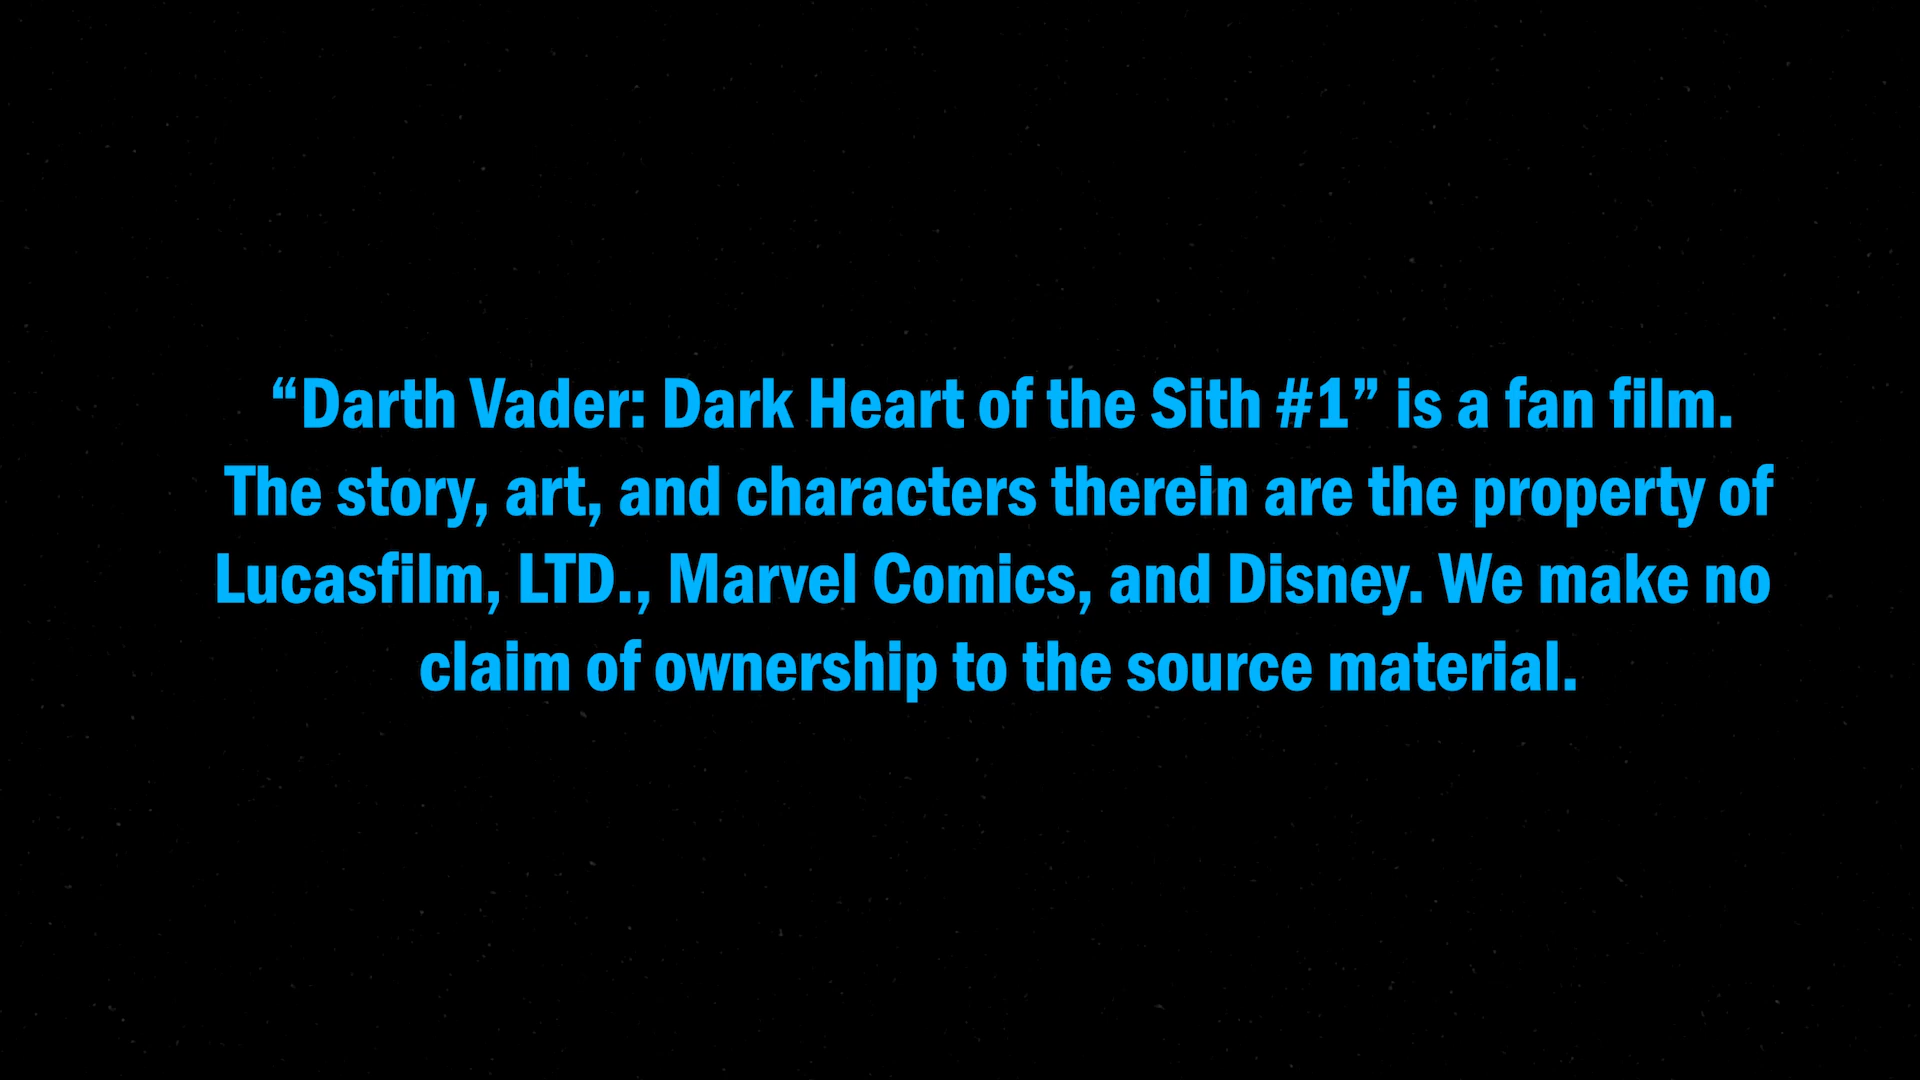 “Darth Vader: Dark Heart of the Sith #1” is a fan film.
The story, art, and characters therein are the property of
Lucasfilm, LTD., Marvel Comics, and Disney. We make no
claim of ownership to the source material.